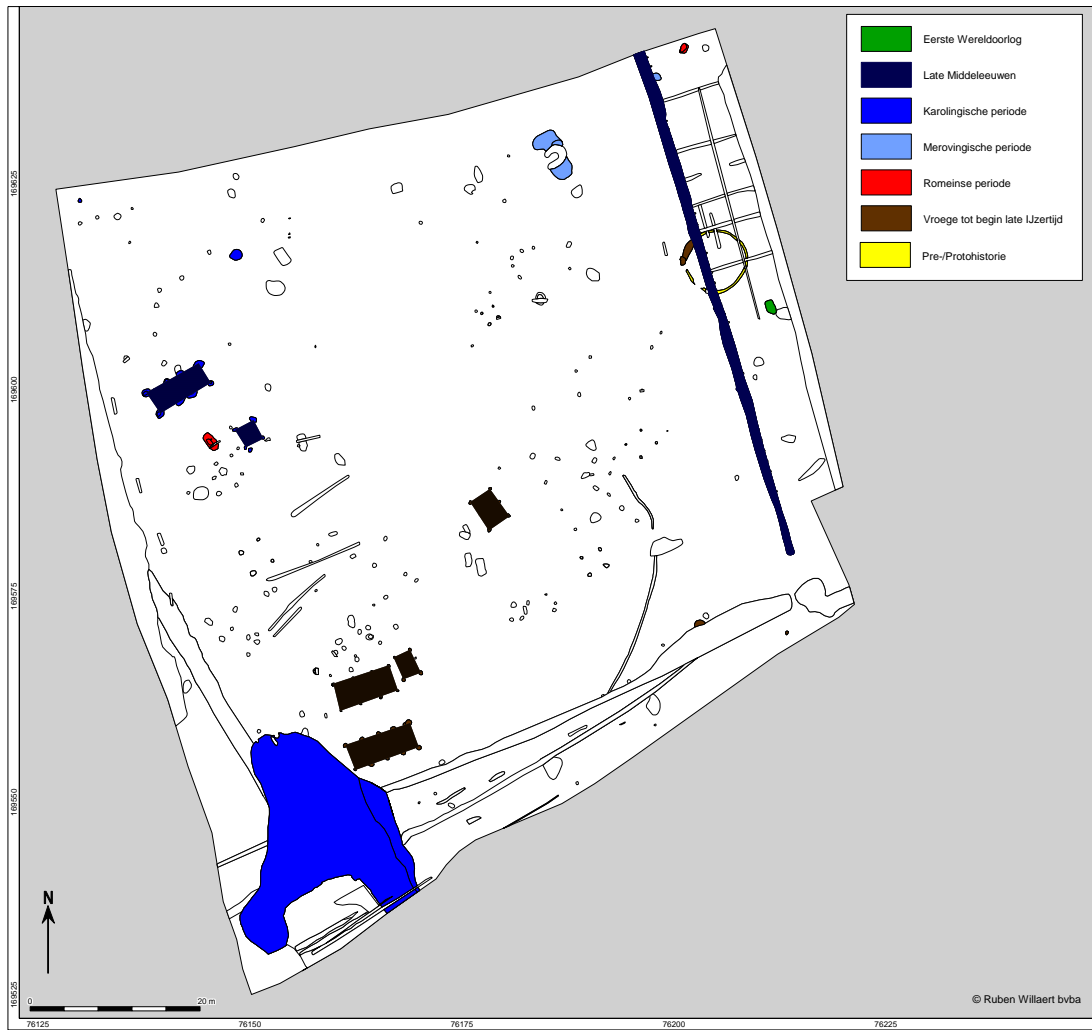 Eerste Wereldoorlog
Late Middeleeuwen
Karolingische periode
Merovingische periode
Romeinse periode
Vroege tot begin late IJzertijd
Pre-/Protohistorie
169625
169600
169575
169550
169525
N
0 20 m
© Ruben Willaert bvba
76125 76150 76175 76200 76225